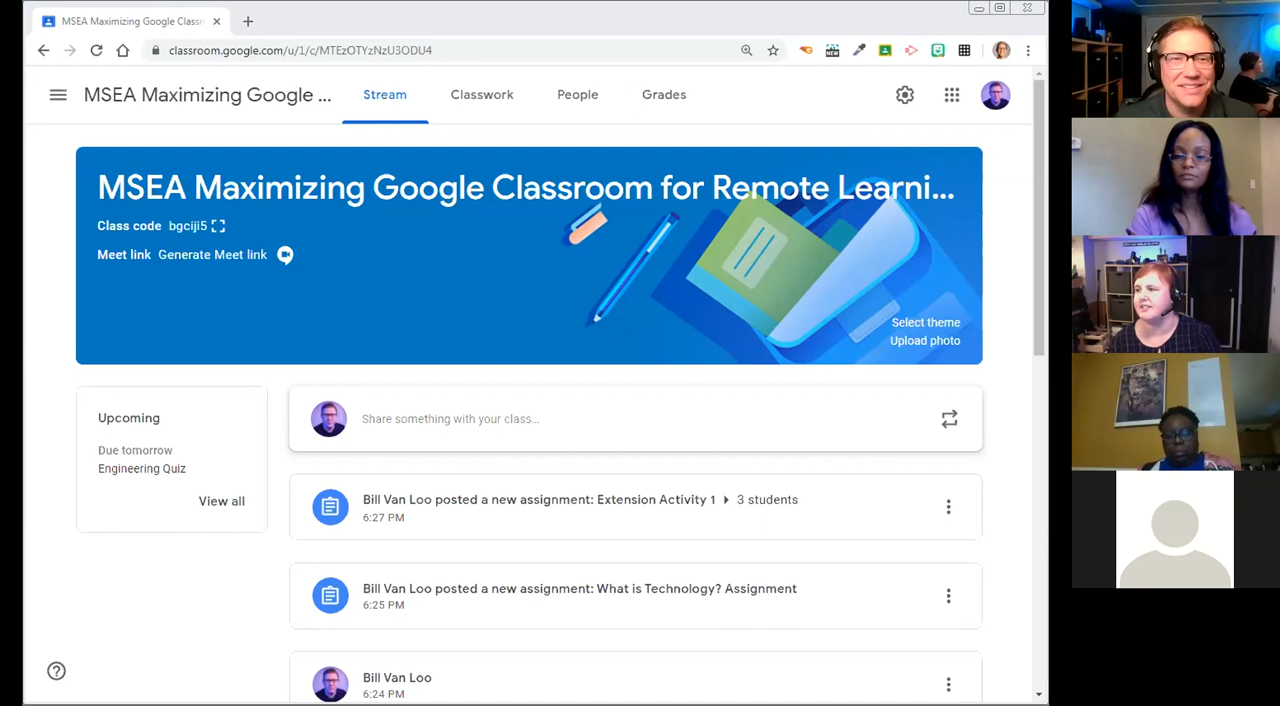 MSEA Maximizing Google Classr
classroom.google.com/u/1/c/MTEzOTYzNzU3ODU4
MSEA Maximizing Google ...
Stream
Classwork
People
Grades
MSEA Maximizing Google Classroom for Remote Learni...
Class code bgciji5
Meet link Generate Meet link
Select theme
Upload photo
Upcoming
Due tomorrow
Engineering Quiz
View all
Share something with your class...
Bill Van Loo posted a new assignment: Extension Activity 1 3 students
6:27 PM
Bill Van Loo posted a new assignment: What is Technology? Assignment
6:25 PM
Bill Van Loo
6:24 PM